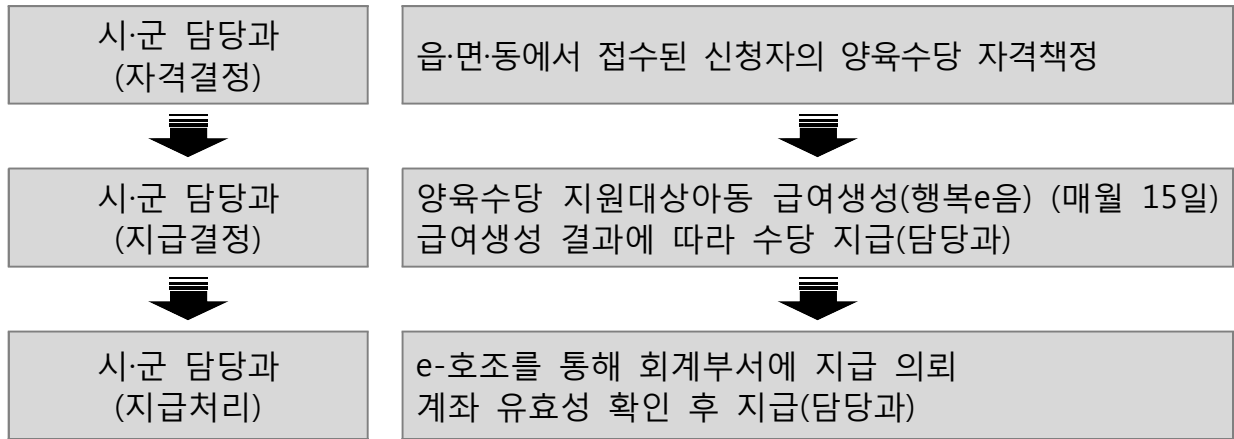 시·군 담당과
(자격결정)
읍·면·동에서 접수된 신청자의 양육수당 자격책정
시·군 담당과
(지급결정)
양육수당 지원대상아동 급여생성(행복e음) (매월 15일)
급여생성 결과에 따라 수당 지급(담당과)
시·군 담당과
(지급처리)
e-호조를 통해 회계부서에 지급 의뢰
계좌 유효성 확인 후 지급(담당과)